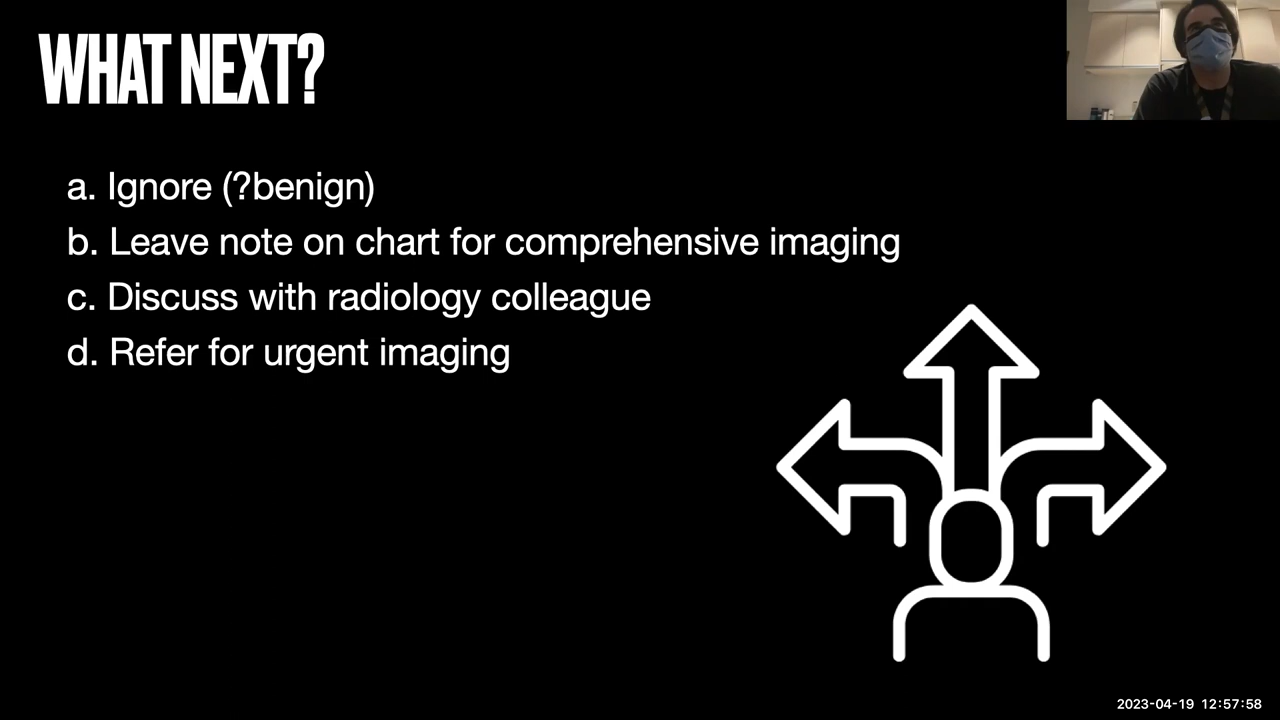 WHAT NEXT?
a. Ignore (?benign)
b. Leave note on chart for comprehensive imaging
c. Discuss with radiology colleague
d. Refer for urgent imaging
2023-04-19 12:57:58